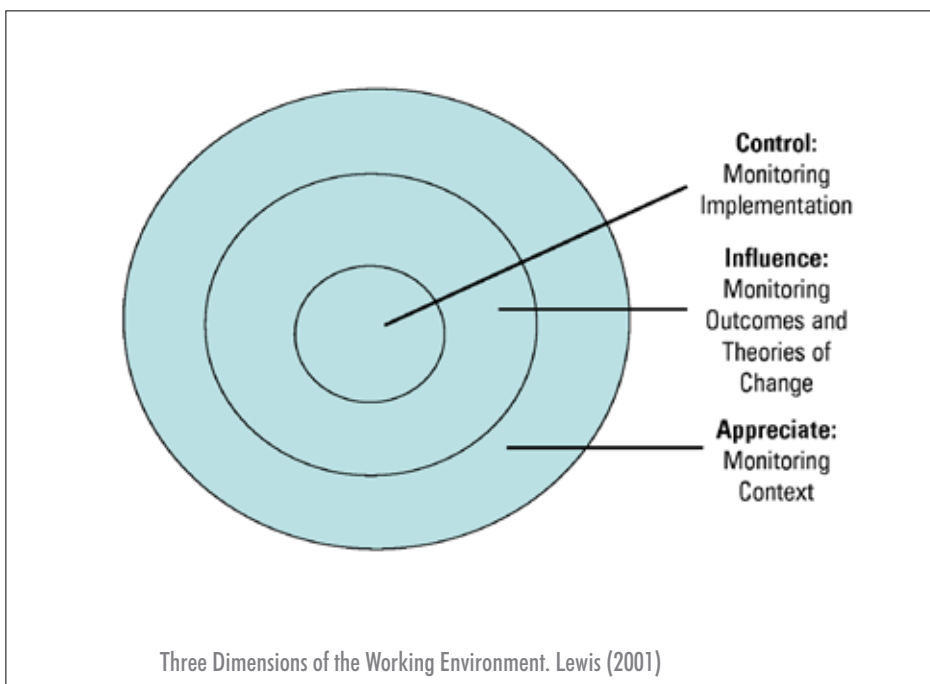 Control:
Monitoring
Implementation
Influence:
Monitoring
Outcomes and
Theories of
Change
Appreciate:
Monitoring
Context
Three Dimensions of the Working Environment. Lewis (2001)